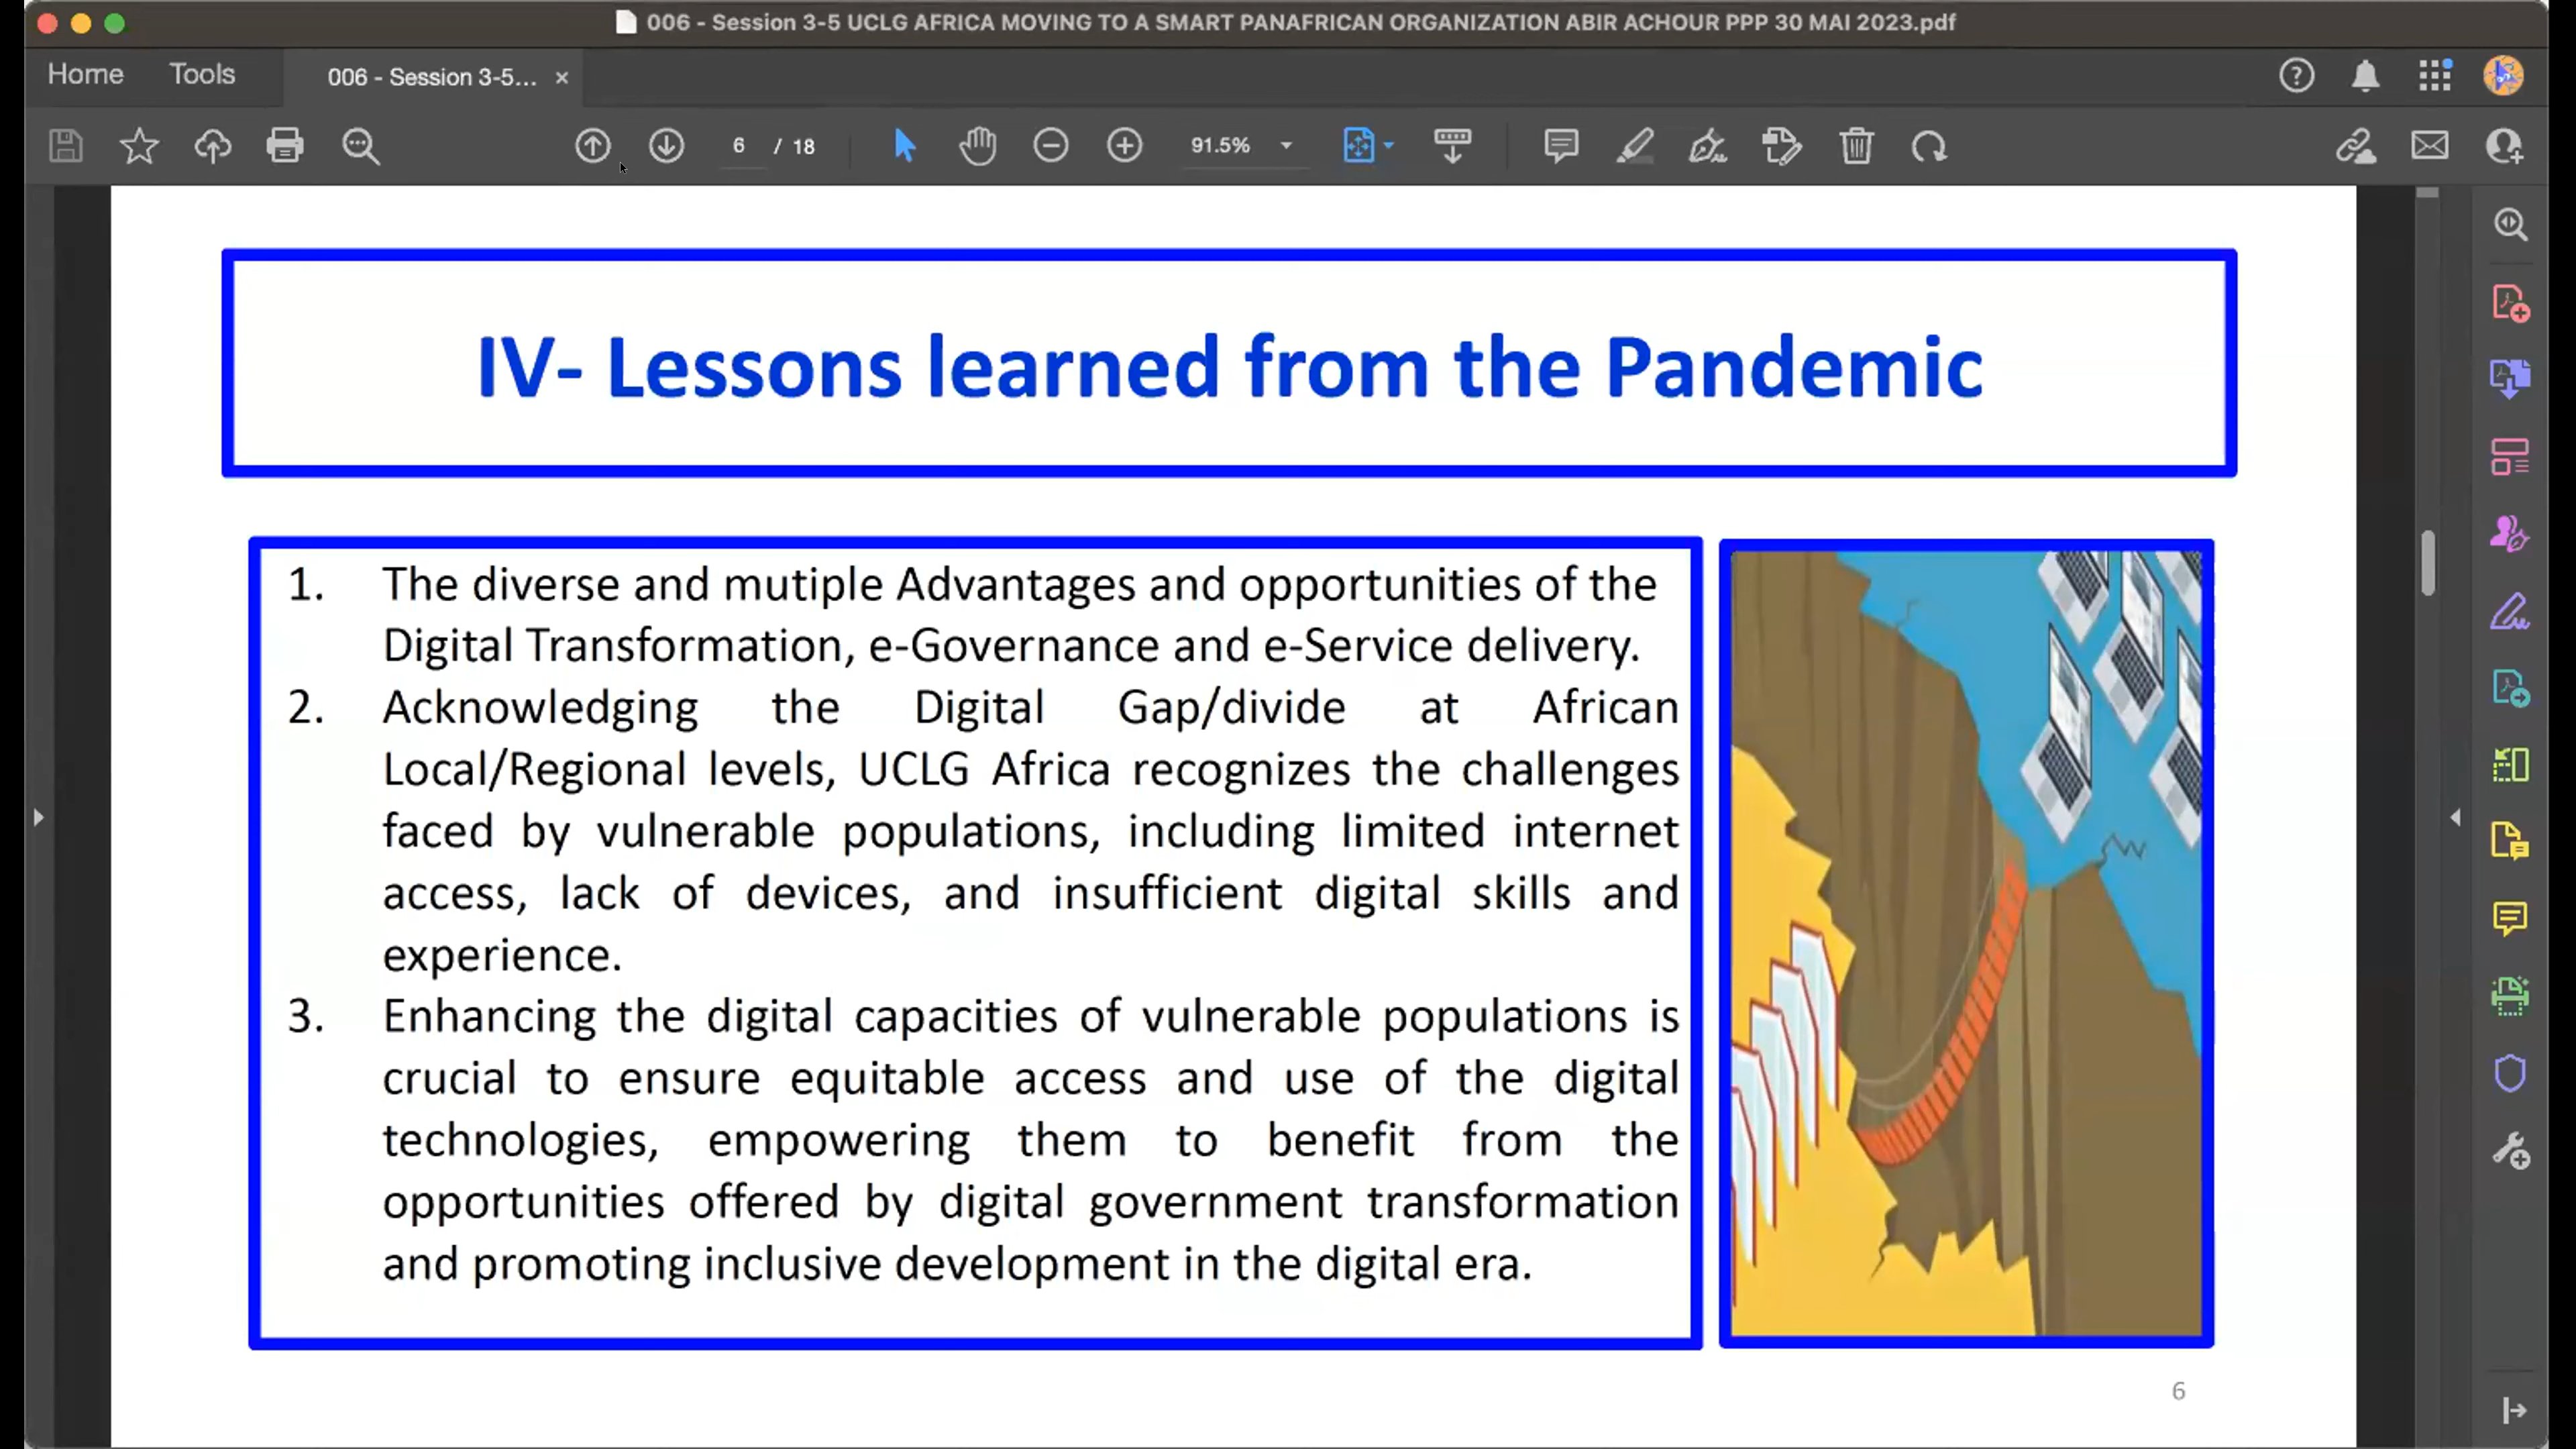 006 - Session 3-5 UCLG AFRICA MOVING TO A SMART PANAFRICAN ORGANIZATION ABIR ACHOUR PPP 30 MAI 2023.pdf
Home Tools 006 - Session 3-5... ×
6 / 18 91.5%
IV- Lessons learned from the Pandemic
1. The diverse and mutiple Advantages and opportunities of the
Digital Transformation, e-Governance and e-Service delivery.
2. Acknowledging the Digital Gap/divide at African
Local/Regional levels, UCLG Africa recognizes the challenges
faced by vulnerable populations, including limited internet
access, lack of devices, and insufficient digital skills and
experience.
3. Enhancing the digital capacities of vulnerable populations is
crucial to ensure equitable access and use of the digital
technologies, empowering them to benefit from the
opportunities offered by digital government transformation
and promoting inclusive development in the digital era.
6